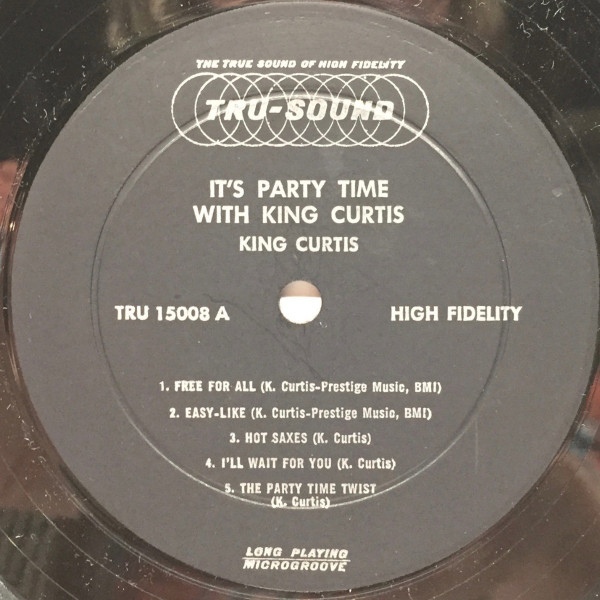 THE TRUE SOUND OF HIGH FIDELITY
TRU-SOUND
IT'S PARTY TIME
WITH KING CURTIS
KING CURTIS
TRU 15008 A
HIGH FIDELITY
1. FREE FOR ALL (K. Curtis-Prestige Music, BMI)
2. EASY-LIKE (K. Curtis-Prestige Music, BMI)
3. HOT SAXES (K. Curtis)
4. I'LL WAIT FOR YOU (K. Curtis)
5. THE PARTY TIME TWIST
(K. Curtis)
LONG PLAYING
MICROGROOVE